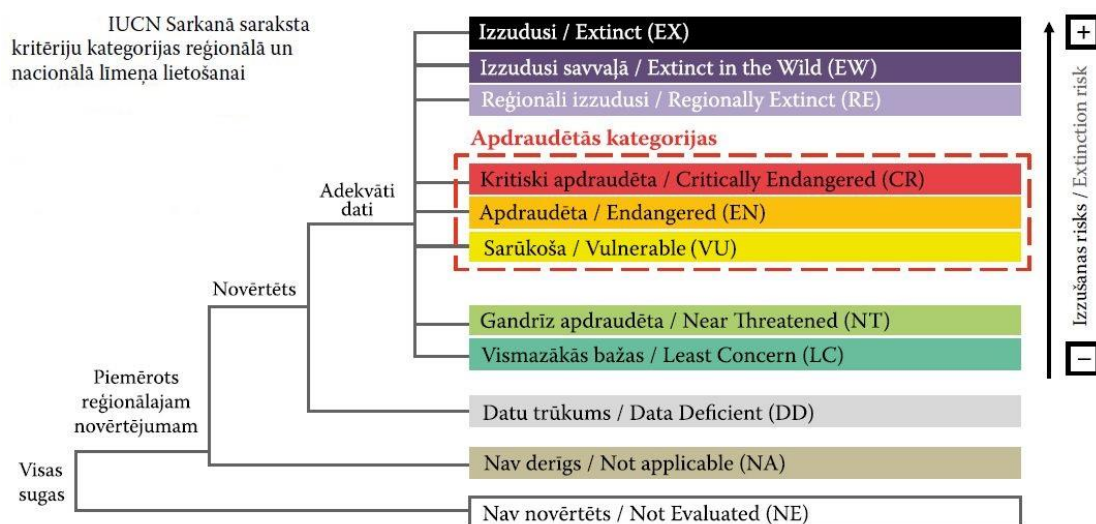 IUCN Sarkanā saraksta
kritēriju kategorijas reģionālā un
nacionālā līmeņa lietošanai
Izzudusi / Extinct (EX)
Izzudusi savvaļā / Extinct in the Wild (EW)
Reģionāli izzudusi / Regionally Extinct (RE)
Apdraudētās kategorijas
Kritiski apdraudēta / Critically Endangered (CR)
Apdraudēta / Endangered (EN)
Sarūkoša / Vulnerable (VU)
Gandrīz apdraudēta / Near Threatened (NT)
Vismazākās bažas / Least Concern (LC)
Datu trūkums / Data Deficient (DD)
Nav derīgs / Not applicable (NA)
Nav novērtēts / Not Evaluated (NE)
Adekvāti
dati
Novērtēts
Piemērots
reģionālajam
novērtējumam
Visas
sugas
+
Izzušanas risks / Extinction risk
–